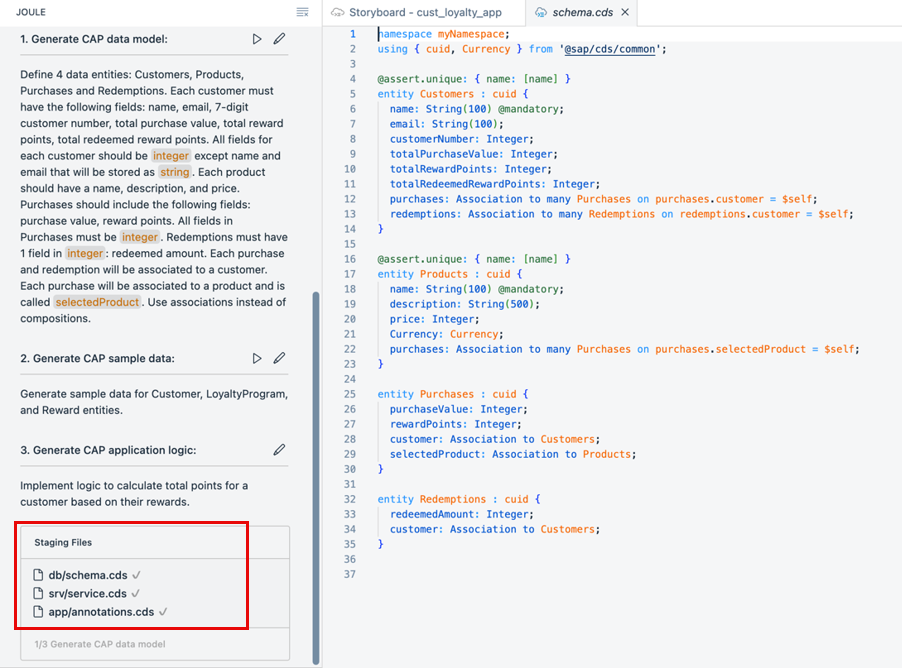 JOULE
1. Generate CAP data model:
Define 4 data entities: Customers, Products,
Purchases and Redemptions. Each customer must
have the following fields: name, email, 7-digit
customer number, total purchase value, total reward
points, total redeemed reward points. All fields for
each customer should be integer except name and
email that will be stored as string. Each product
should have a name, description, and price.
Purchases should include the following fields:
purchase value, reward points. All fields in
Purchases must be integer. Redemptions must have
1 field in integer: redeemed amount. Each purchase
and redemption will be associated to a customer.
Each purchase will be associated to a product and is
called selectedProduct. Use associations instead of
compositions.
2. Generate CAP sample data:
Generate sample data for Customer, LoyaltyProgram,
and Reward entities.
3. Generate CAP application logic:
Implement logic to calculate total points for a
customer based on their rewards.
Staging Files
db/schema.cds
srv/service.cds
app/annotations.cds
1/3 Generate CAP data model
Storyboard - cust_loyalty_app
schema.cds
1 namespace myNamespace;
2 using { cuid, Currency } from '@sap/cds/common';
3
4 @assert.unique: { name: [name] }
5 entity Customers : cuid {
6 name: String(100) @mandatory;
7 email: String(100);
8 customerNumber: Integer;
9 totalPurchaseValue: Integer;
10 totalRewardPoints: Integer;
11 totalRedeemedRewardPoints: Integer;
12 purchases: Association to many Purchases on purchases.customer = $self;
13 redemptions: Association to many Redemptions on redemptions.customer = $self;
14 }
15
16 @assert.unique: { name: [name] }
17 entity Products : cuid {
18 name: String(100) @mandatory;
19 description: String(500);
20 price: Integer;
21 Currency: Currency;
22 purchases: Association to many Purchases on purchases.selectedProduct = $self;
23 }
24
25 entity Purchases : cuid {
26 purchaseValue: Integer;
27 rewardPoints: Integer;
28 customer: Association to Customers;
29 selectedProduct: Association to Products;
30 }
31
32 entity Redemptions : cuid {
33 redeemedAmount: Integer;
34 customer: Association to Customers;
35 }
36
37